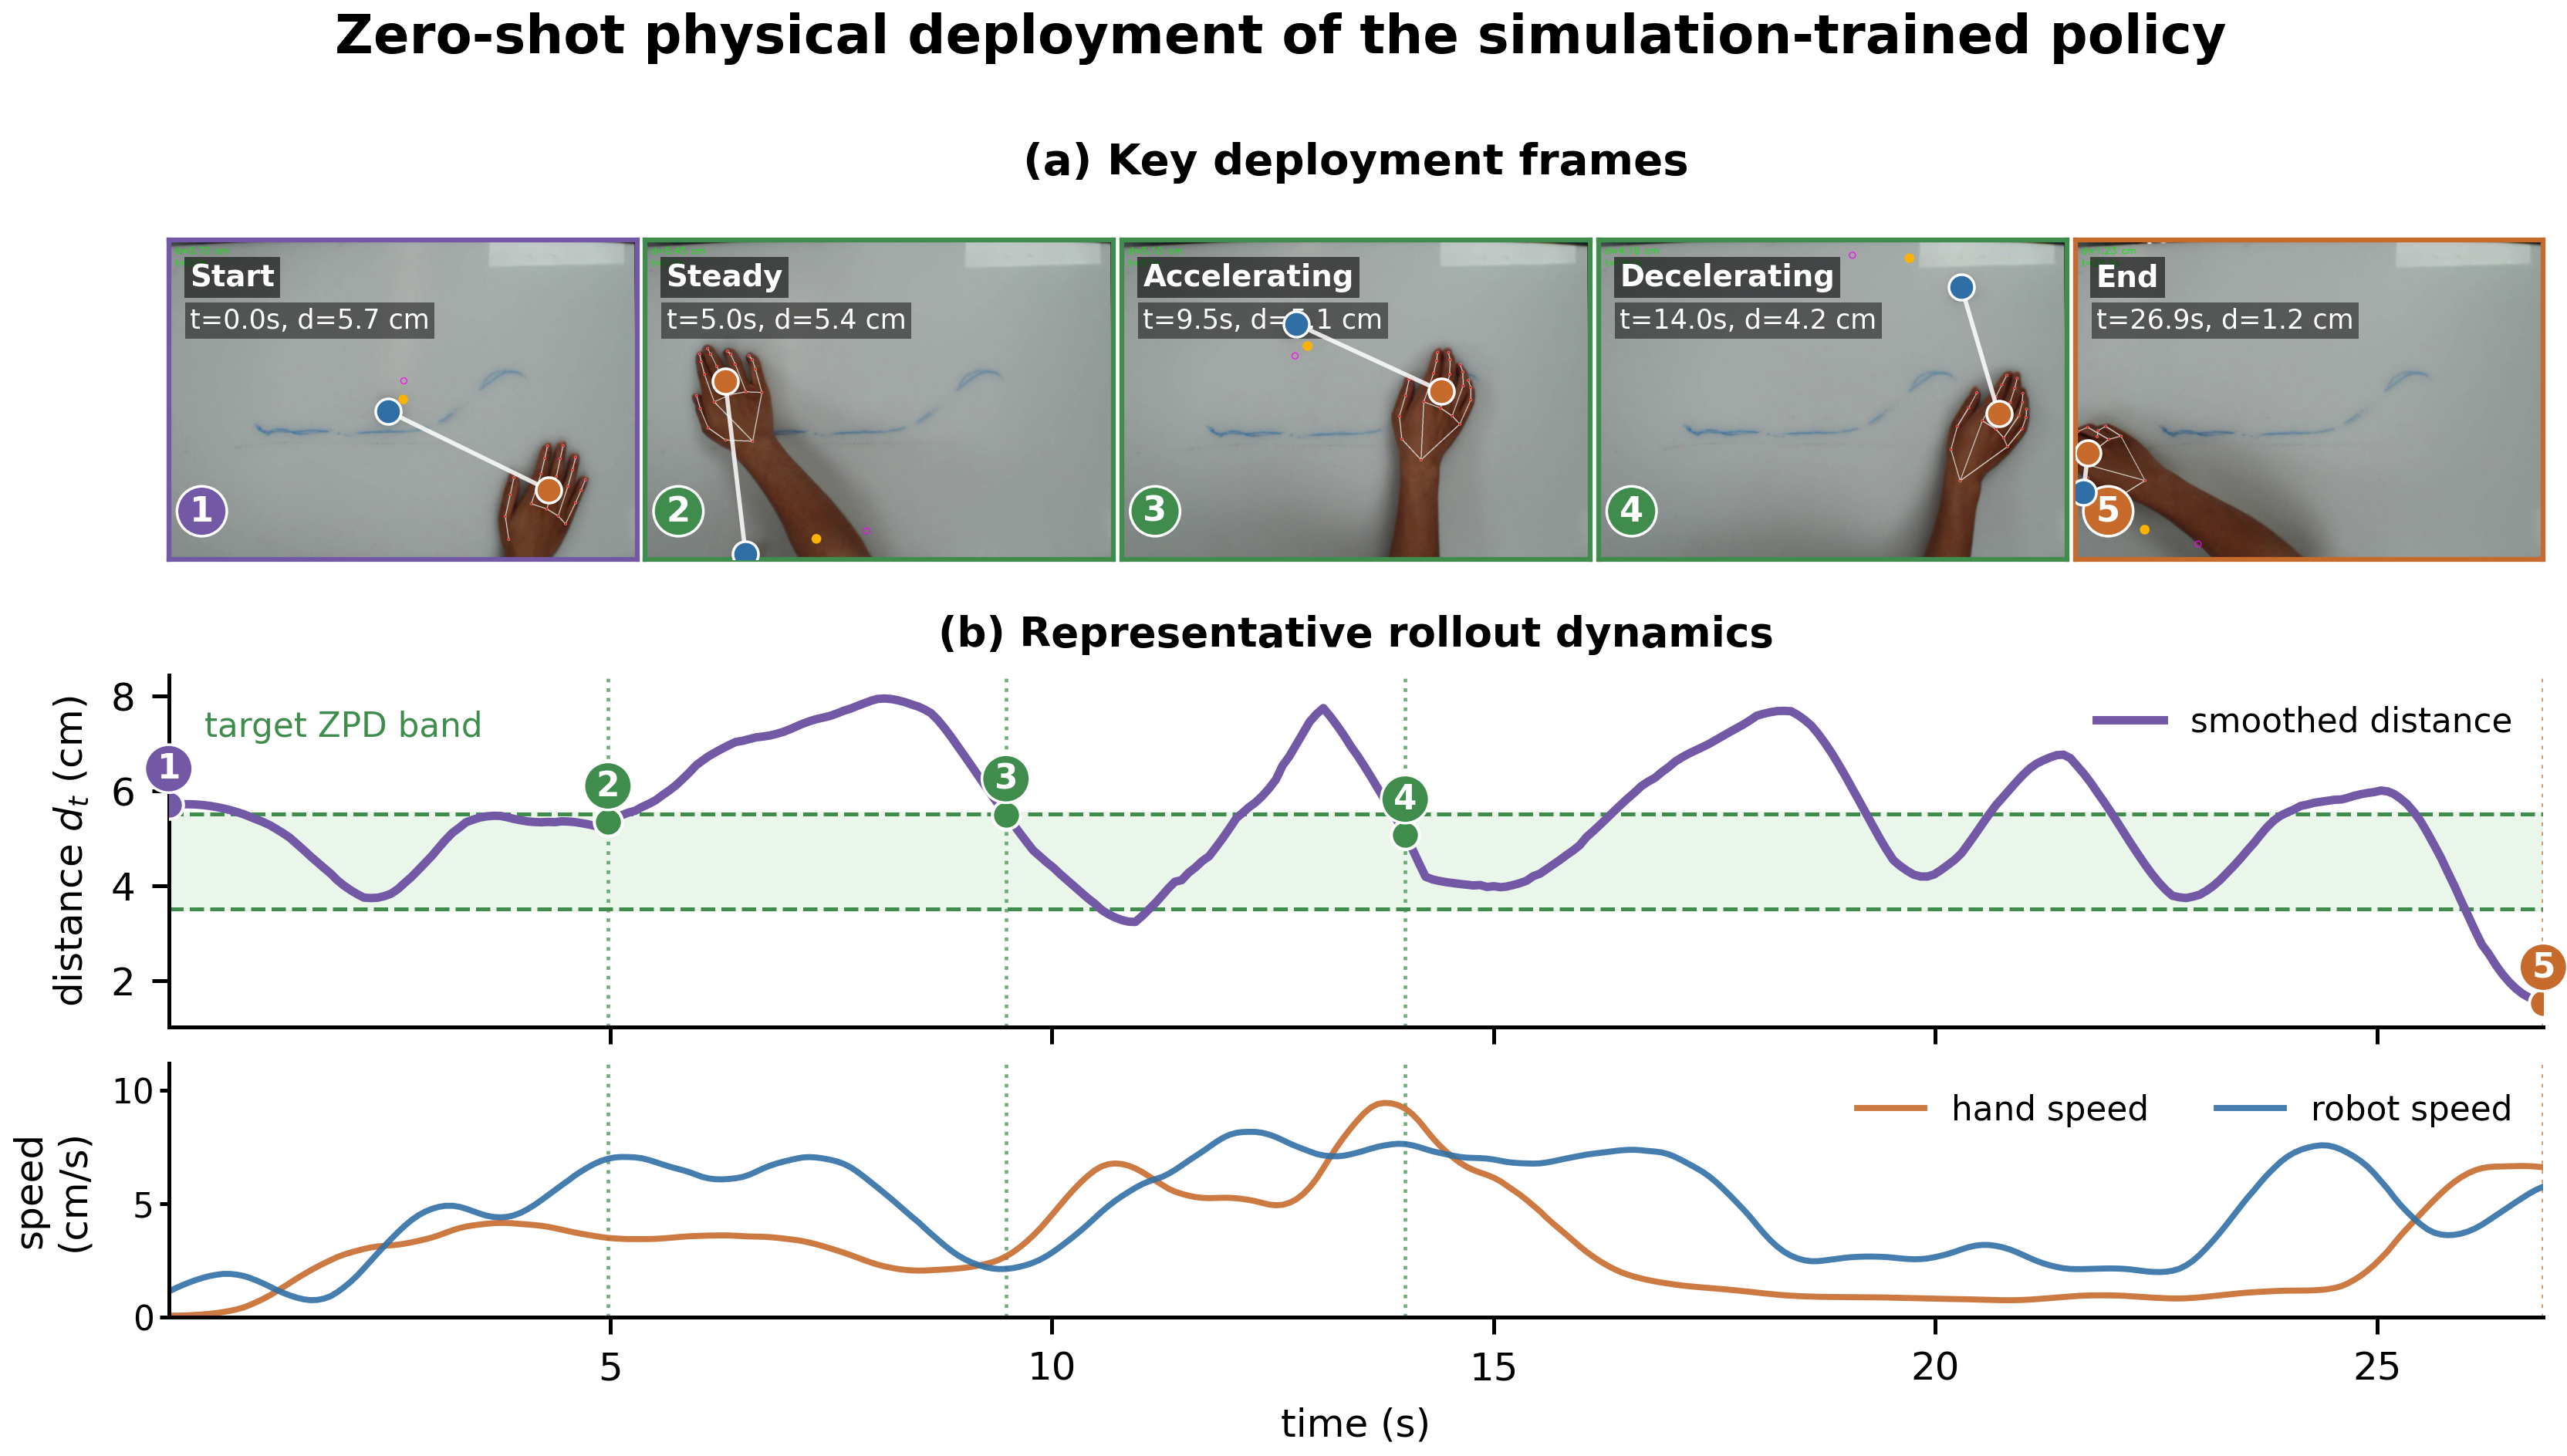 Zero-shot physical deployment of the simulation-trained policy
(a) Key deployment frames
Start
t=0.0s, d=5.7 cm
1
Steady
t=5.0s, d=5.4 cm
2
Accelerating
t=9.5s, d= .1 cm
3
Decelerating
t=14.0s, d=4.2 cm
4
End
t=26.9s, d=1.2 cm
5
(b) Representative rollout dynamics
distance d_t (cm)
8
6
4
2
target ZPD band
smoothed distance
1
2
3
4
5
speed
(cm/s)
10
5
0
hand speed
robot speed
5
10
15
20
25
time (s)